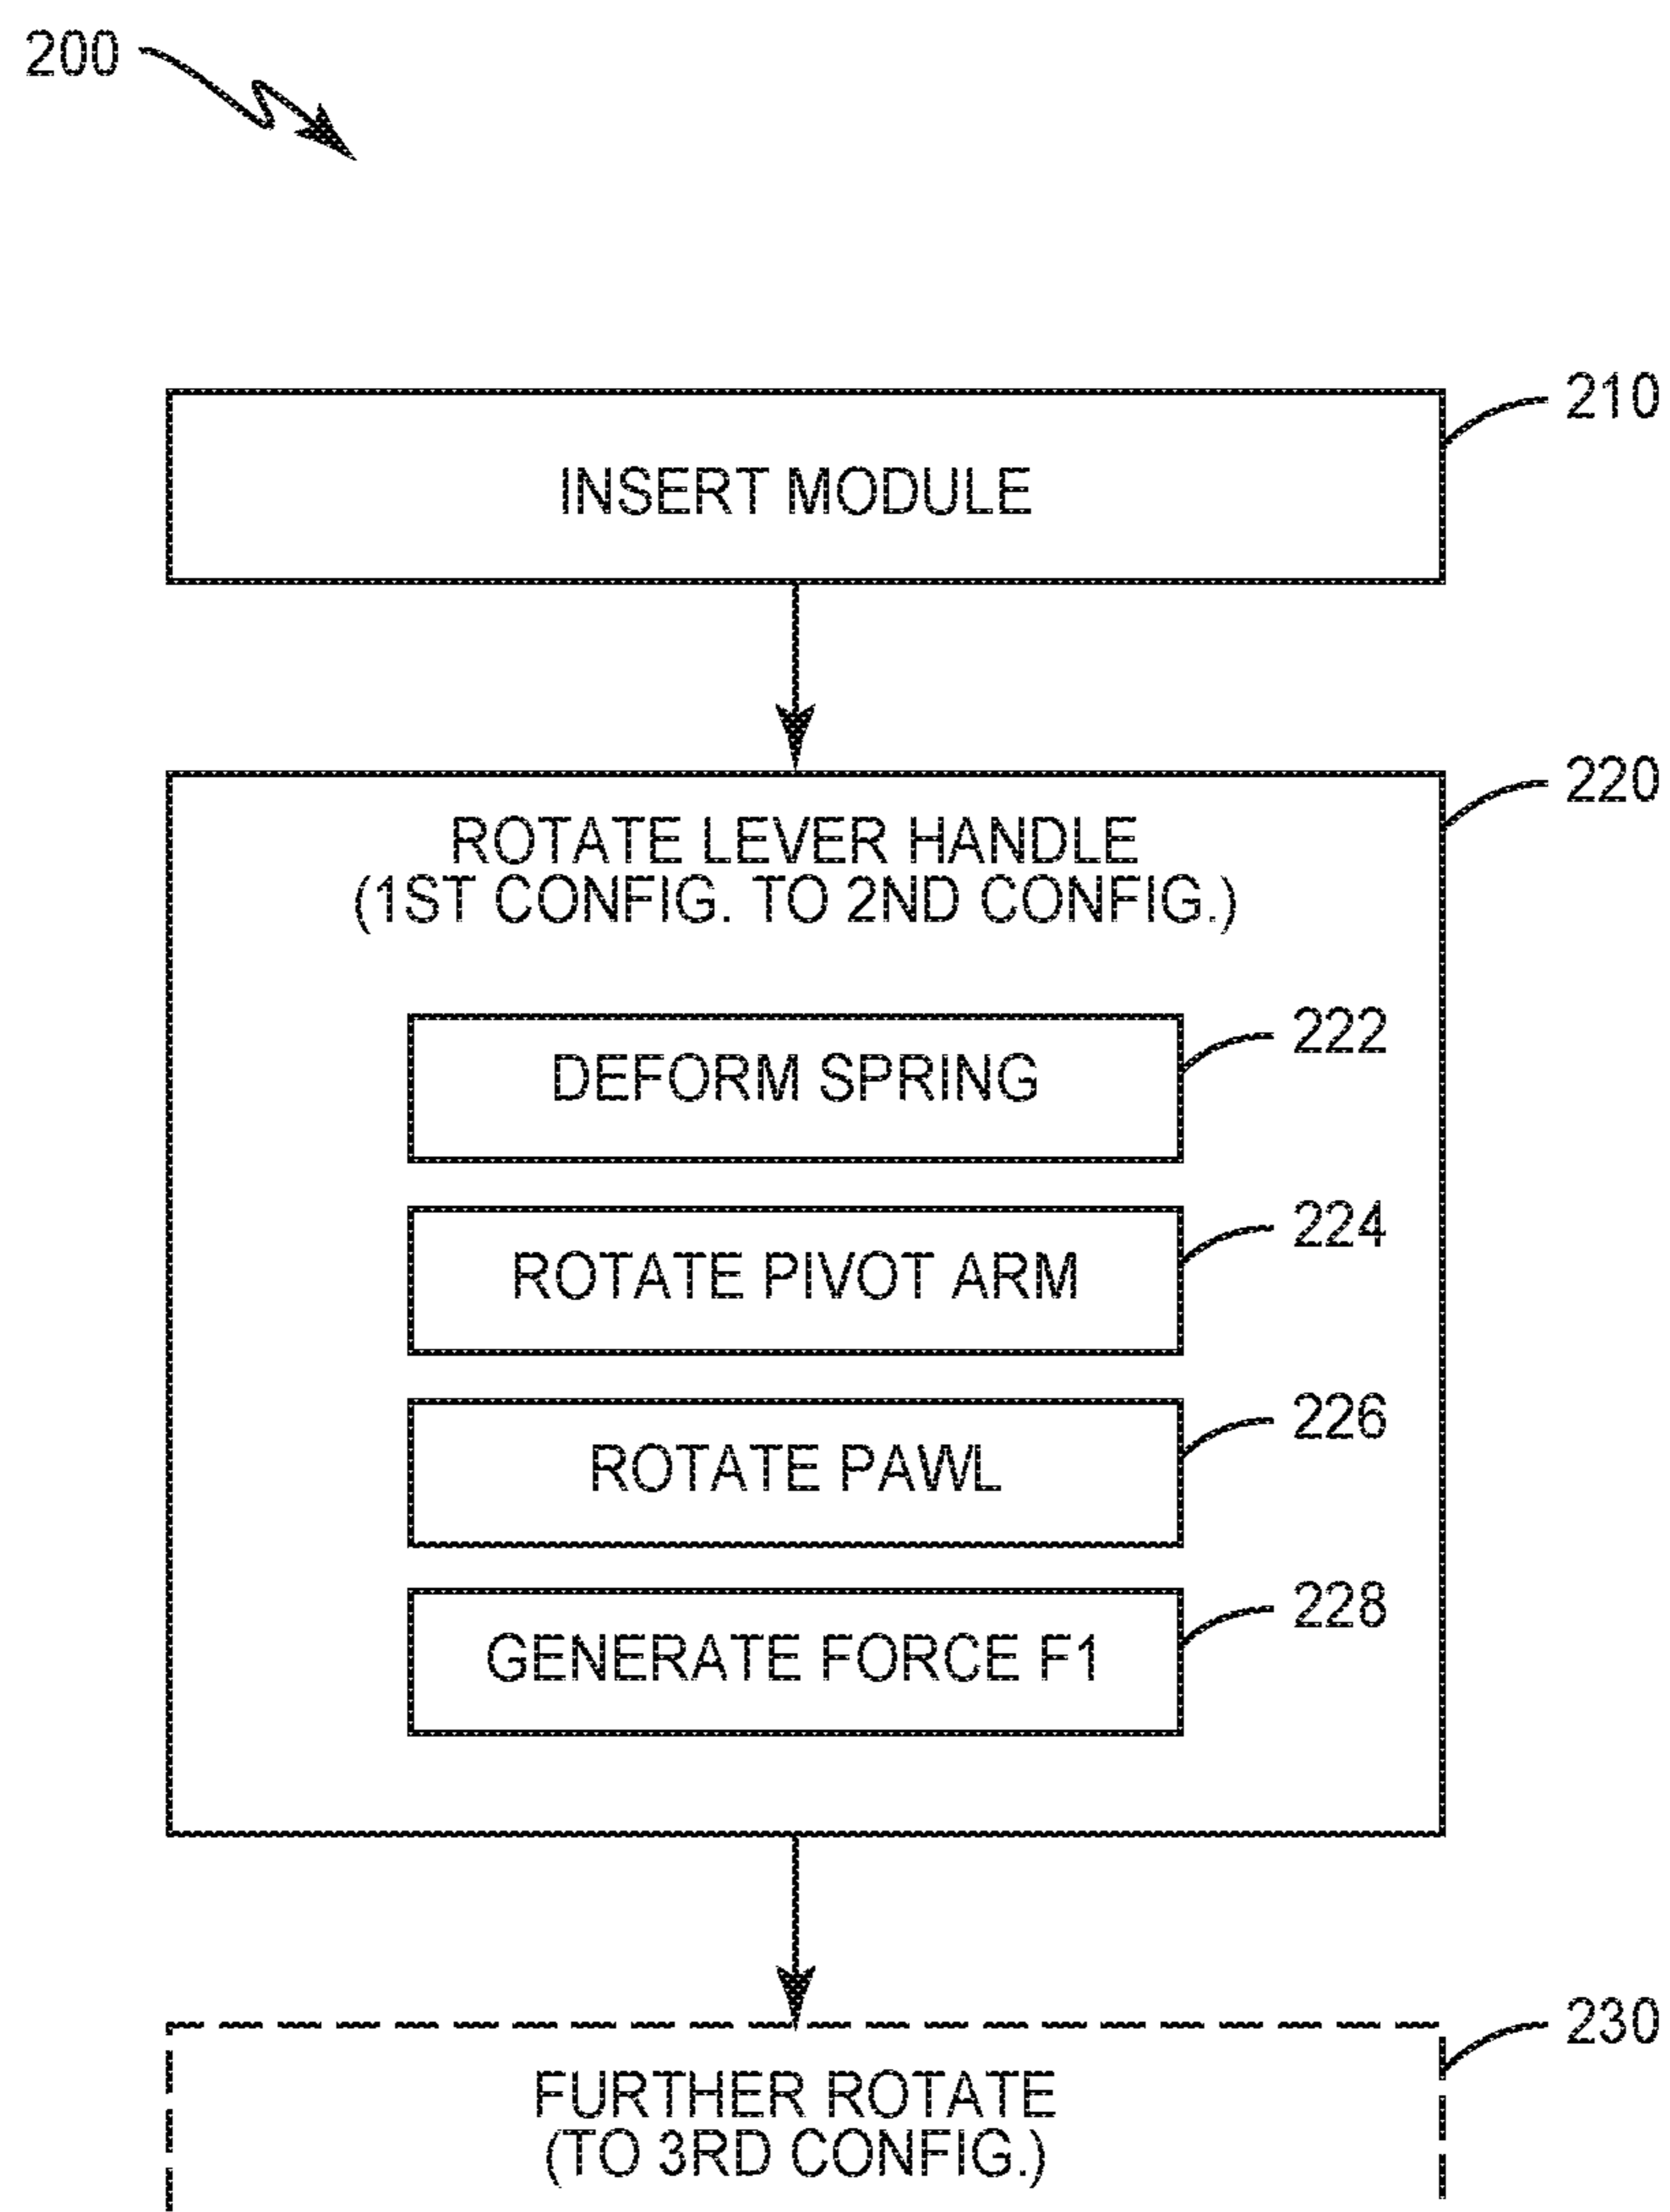 200
210
INSERT MODULE
220
ROTATE LEVER HANDLE
(1ST CONFIG. TO 2ND CONFIG.)
222
DEFORM SPRING
224
ROTATE PIVOT ARM
226
ROTATE PAWL
228
GENERATE FORCE F1
230
FURTHER ROTATE
(TO 3RD CONFIG.)